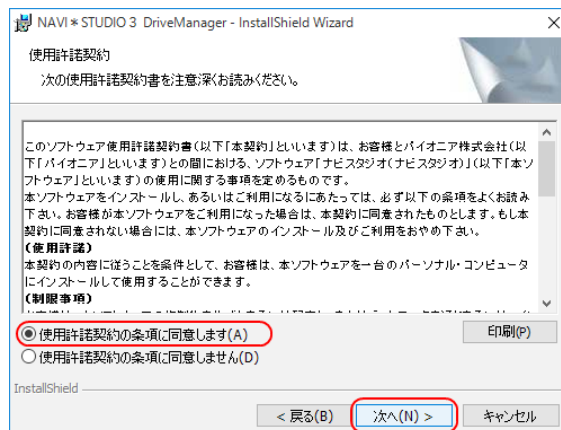 NAVI＊STUDIO 3 DriveManager - InstallShield Wizard
使用許諾契約
次の使用許諾契約書を注意深くお読みください。
このソフトウェア使用許諾契約書(以下「本契約」といいます)は、お客様とパイオニア株式会社(以
下「パイオニア」といいます)との間における、ソフトウェア「ナビスタジオ(ナビスタジオ)」(以下「本ソ
フトウェア」といいます)の使用に関する事項を定めるものです。
本ソフトウェアをインストールし、あるいはご利用になるにあたっては、必ず以下の条項をよくお読み
下さい。お客様が本ソフトウェアをご利用になった場合は、本契約に同意されたものとします。もし本
契約に同意されない場合には、本ソフトウェアのインストール及びご利用をおやめ下さい。
(使用許諾)
本契約の内容に従うことを条件として、お客様は、本ソフトウェアを一台のパーソナル・コンピュータ
にインストールして使用することができます。
(制限事項)
使用許諾契約の条項に同意します(A)
印刷(P)
使用許諾契約の条項に同意しません(D)
InstallShield
< 戻る(B)
次へ(N) >
キャンセル